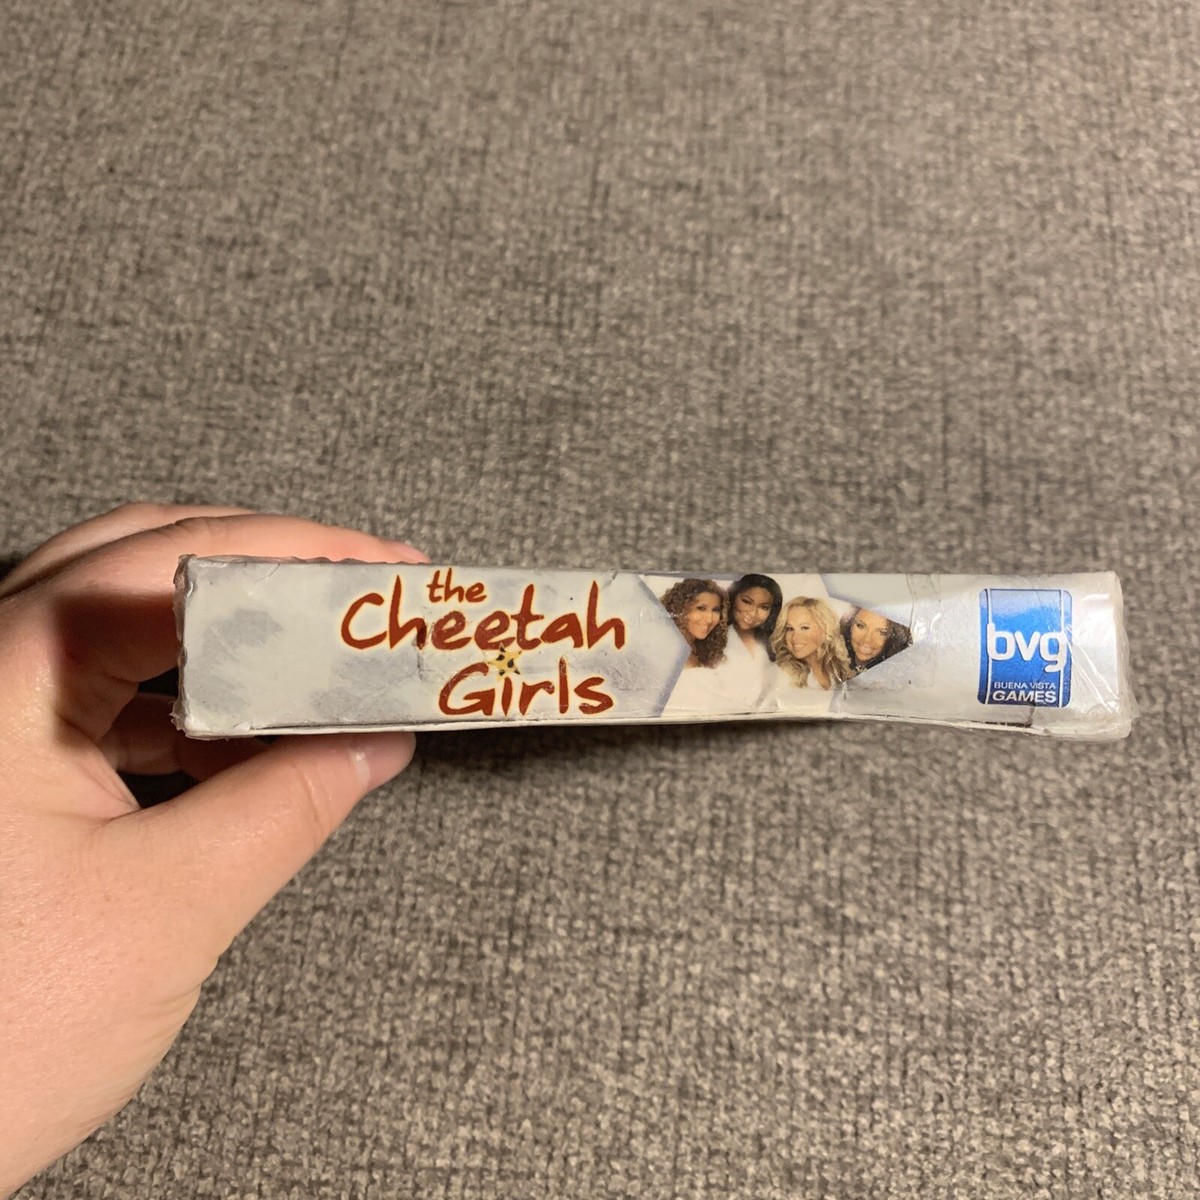 the
Cheetah
Girls
bvg
BUENA VISTA
GAMES